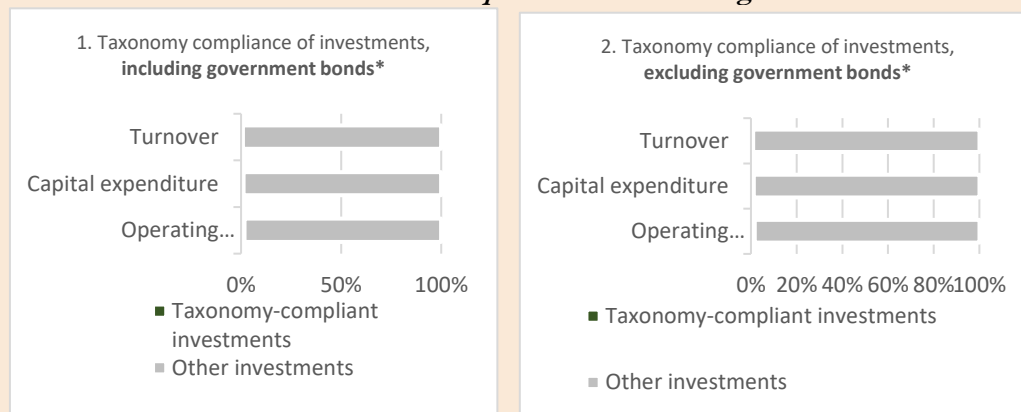 1. Taxonomy compliance of investments,
including government bonds*
Turnover
Capital expenditure
Operating...
0% 50% 100%
Taxonomy-compliant
investments
Other investments
2. Taxonomy compliance of investments,
excluding government bonds*
Turnover
Capital expenditure
Operating...
0% 20% 40% 60% 80%100%
Taxonomy-compliant investments
Other investments